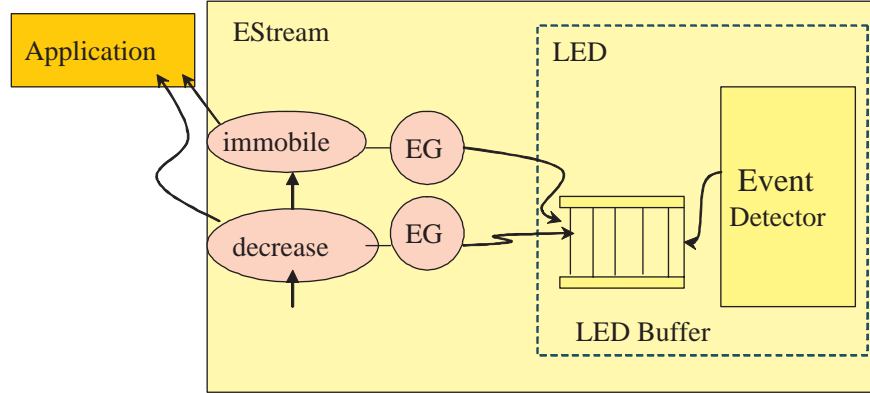 Application
EStream
LED
immobile
EG
decrease
EG
Event
Detector
LED Buffer